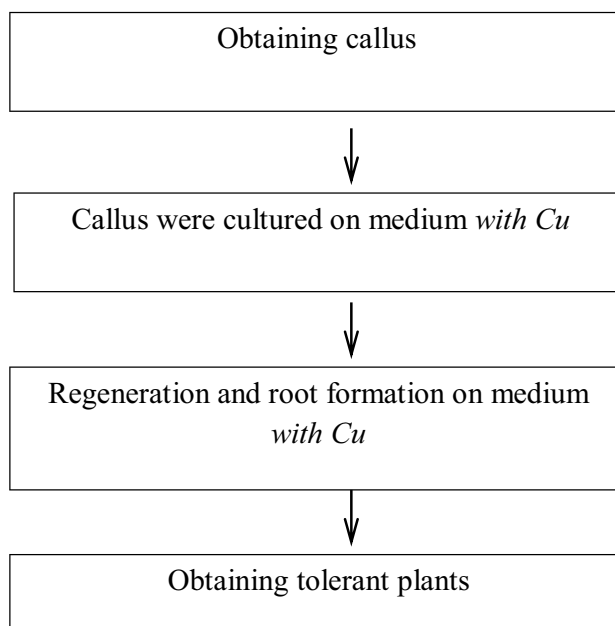 Obtaining callus
Callus were cultured on medium with Cu
Regeneration and root formation on medium
with Cu
Obtaining tolerant plants